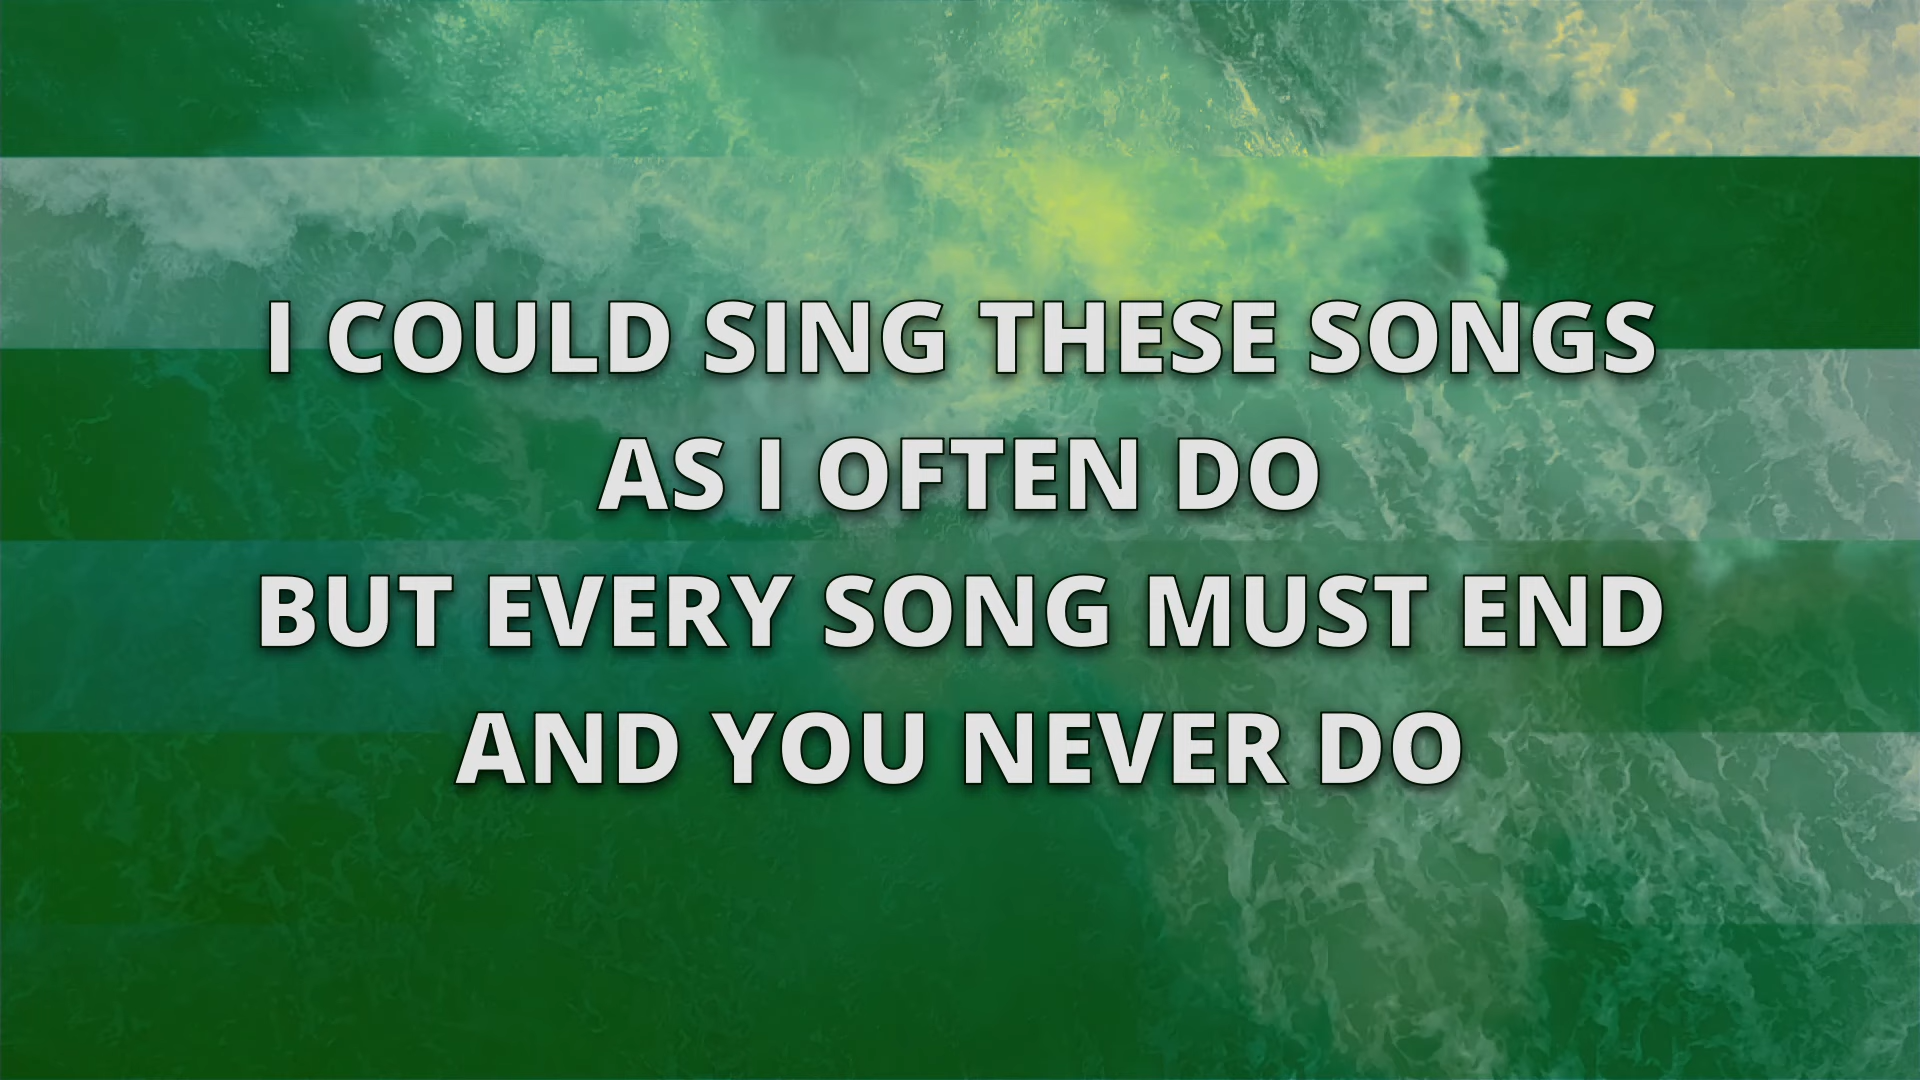 I COULD SING THESE SONGS
AS I OFTEN DO
BUT EVERY SONG MUST END
AND YOU NEVER DO